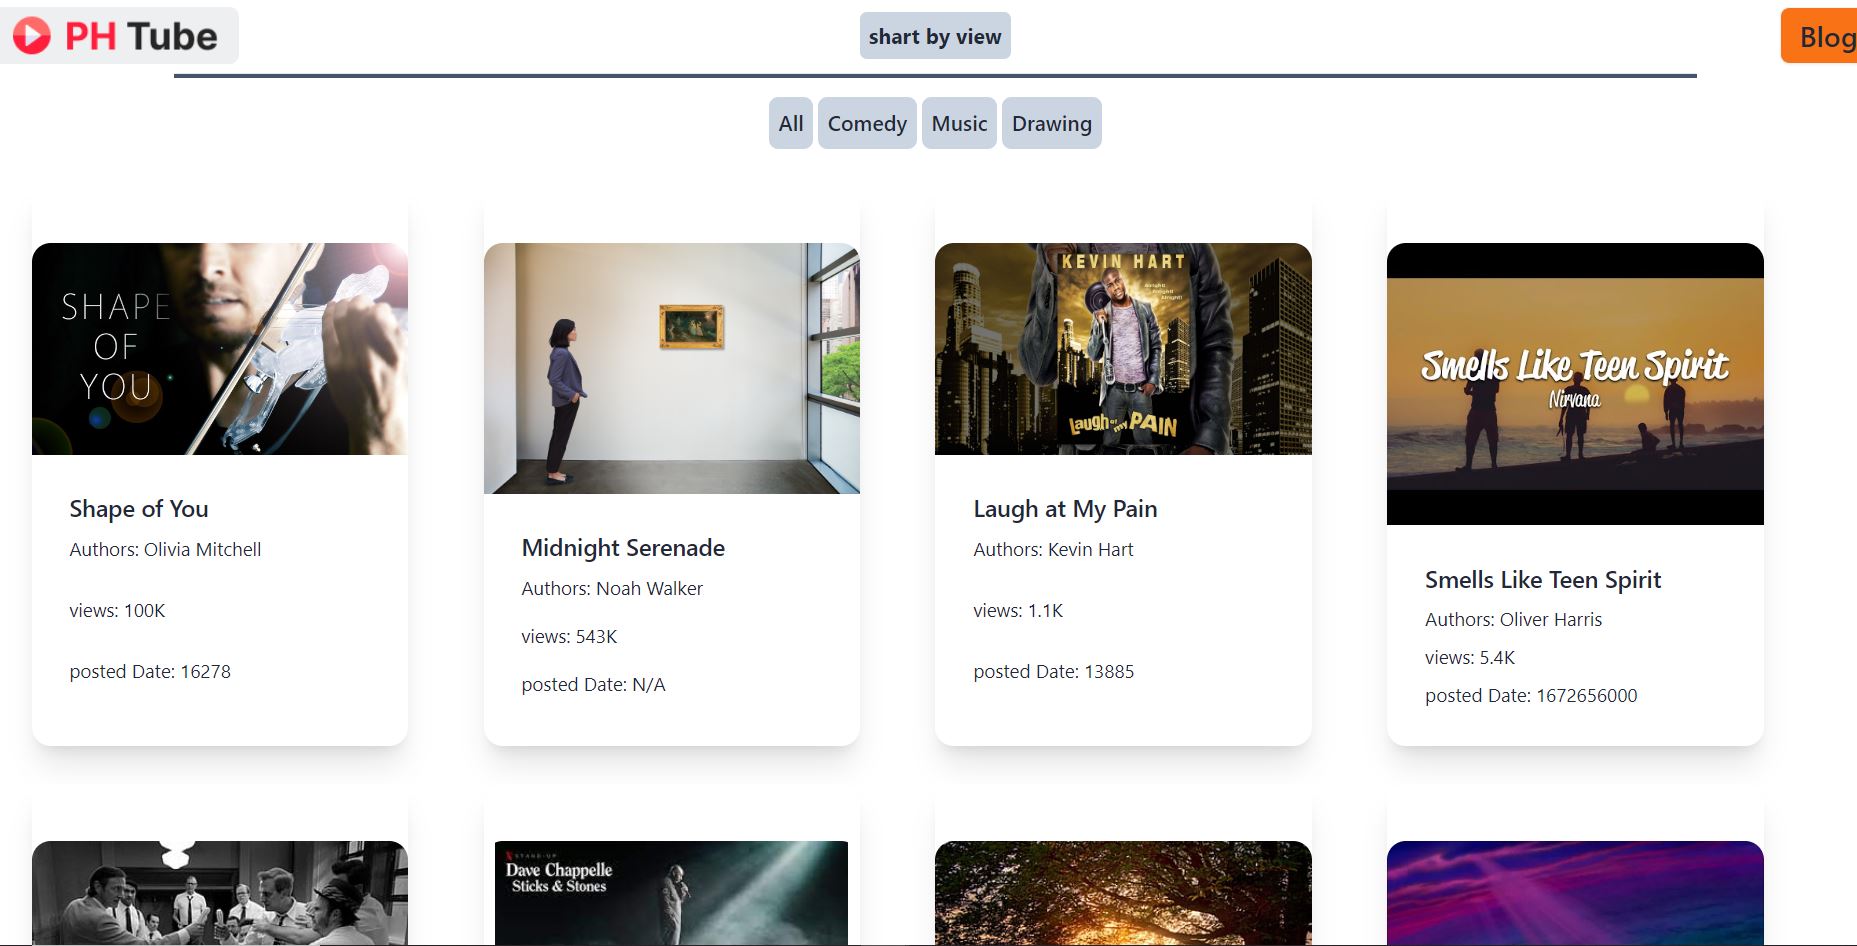 PH Tube
shart by view
Blog
All Comedy Music Drawing
SHAPE
OF
YOU
Shape of You
Authors: Olivia Mitchell
views: 100K
posted Date: 16278
Midnight Serenade
Authors: Noah Walker
views: 543K
posted Date: N/A
KEVIN HART
Laugh at my PAIN
Laugh at My Pain
Authors: Kevin Hart
views: 1.1K
posted Date: 13885
Smells Like Teen Spirit
Nirvana
Smells Like Teen Spirit
Authors: Oliver Harris
views: 5.4K
posted Date: 1672656000
N STAND-UP
Dave Chappelle
Sticks & Stones